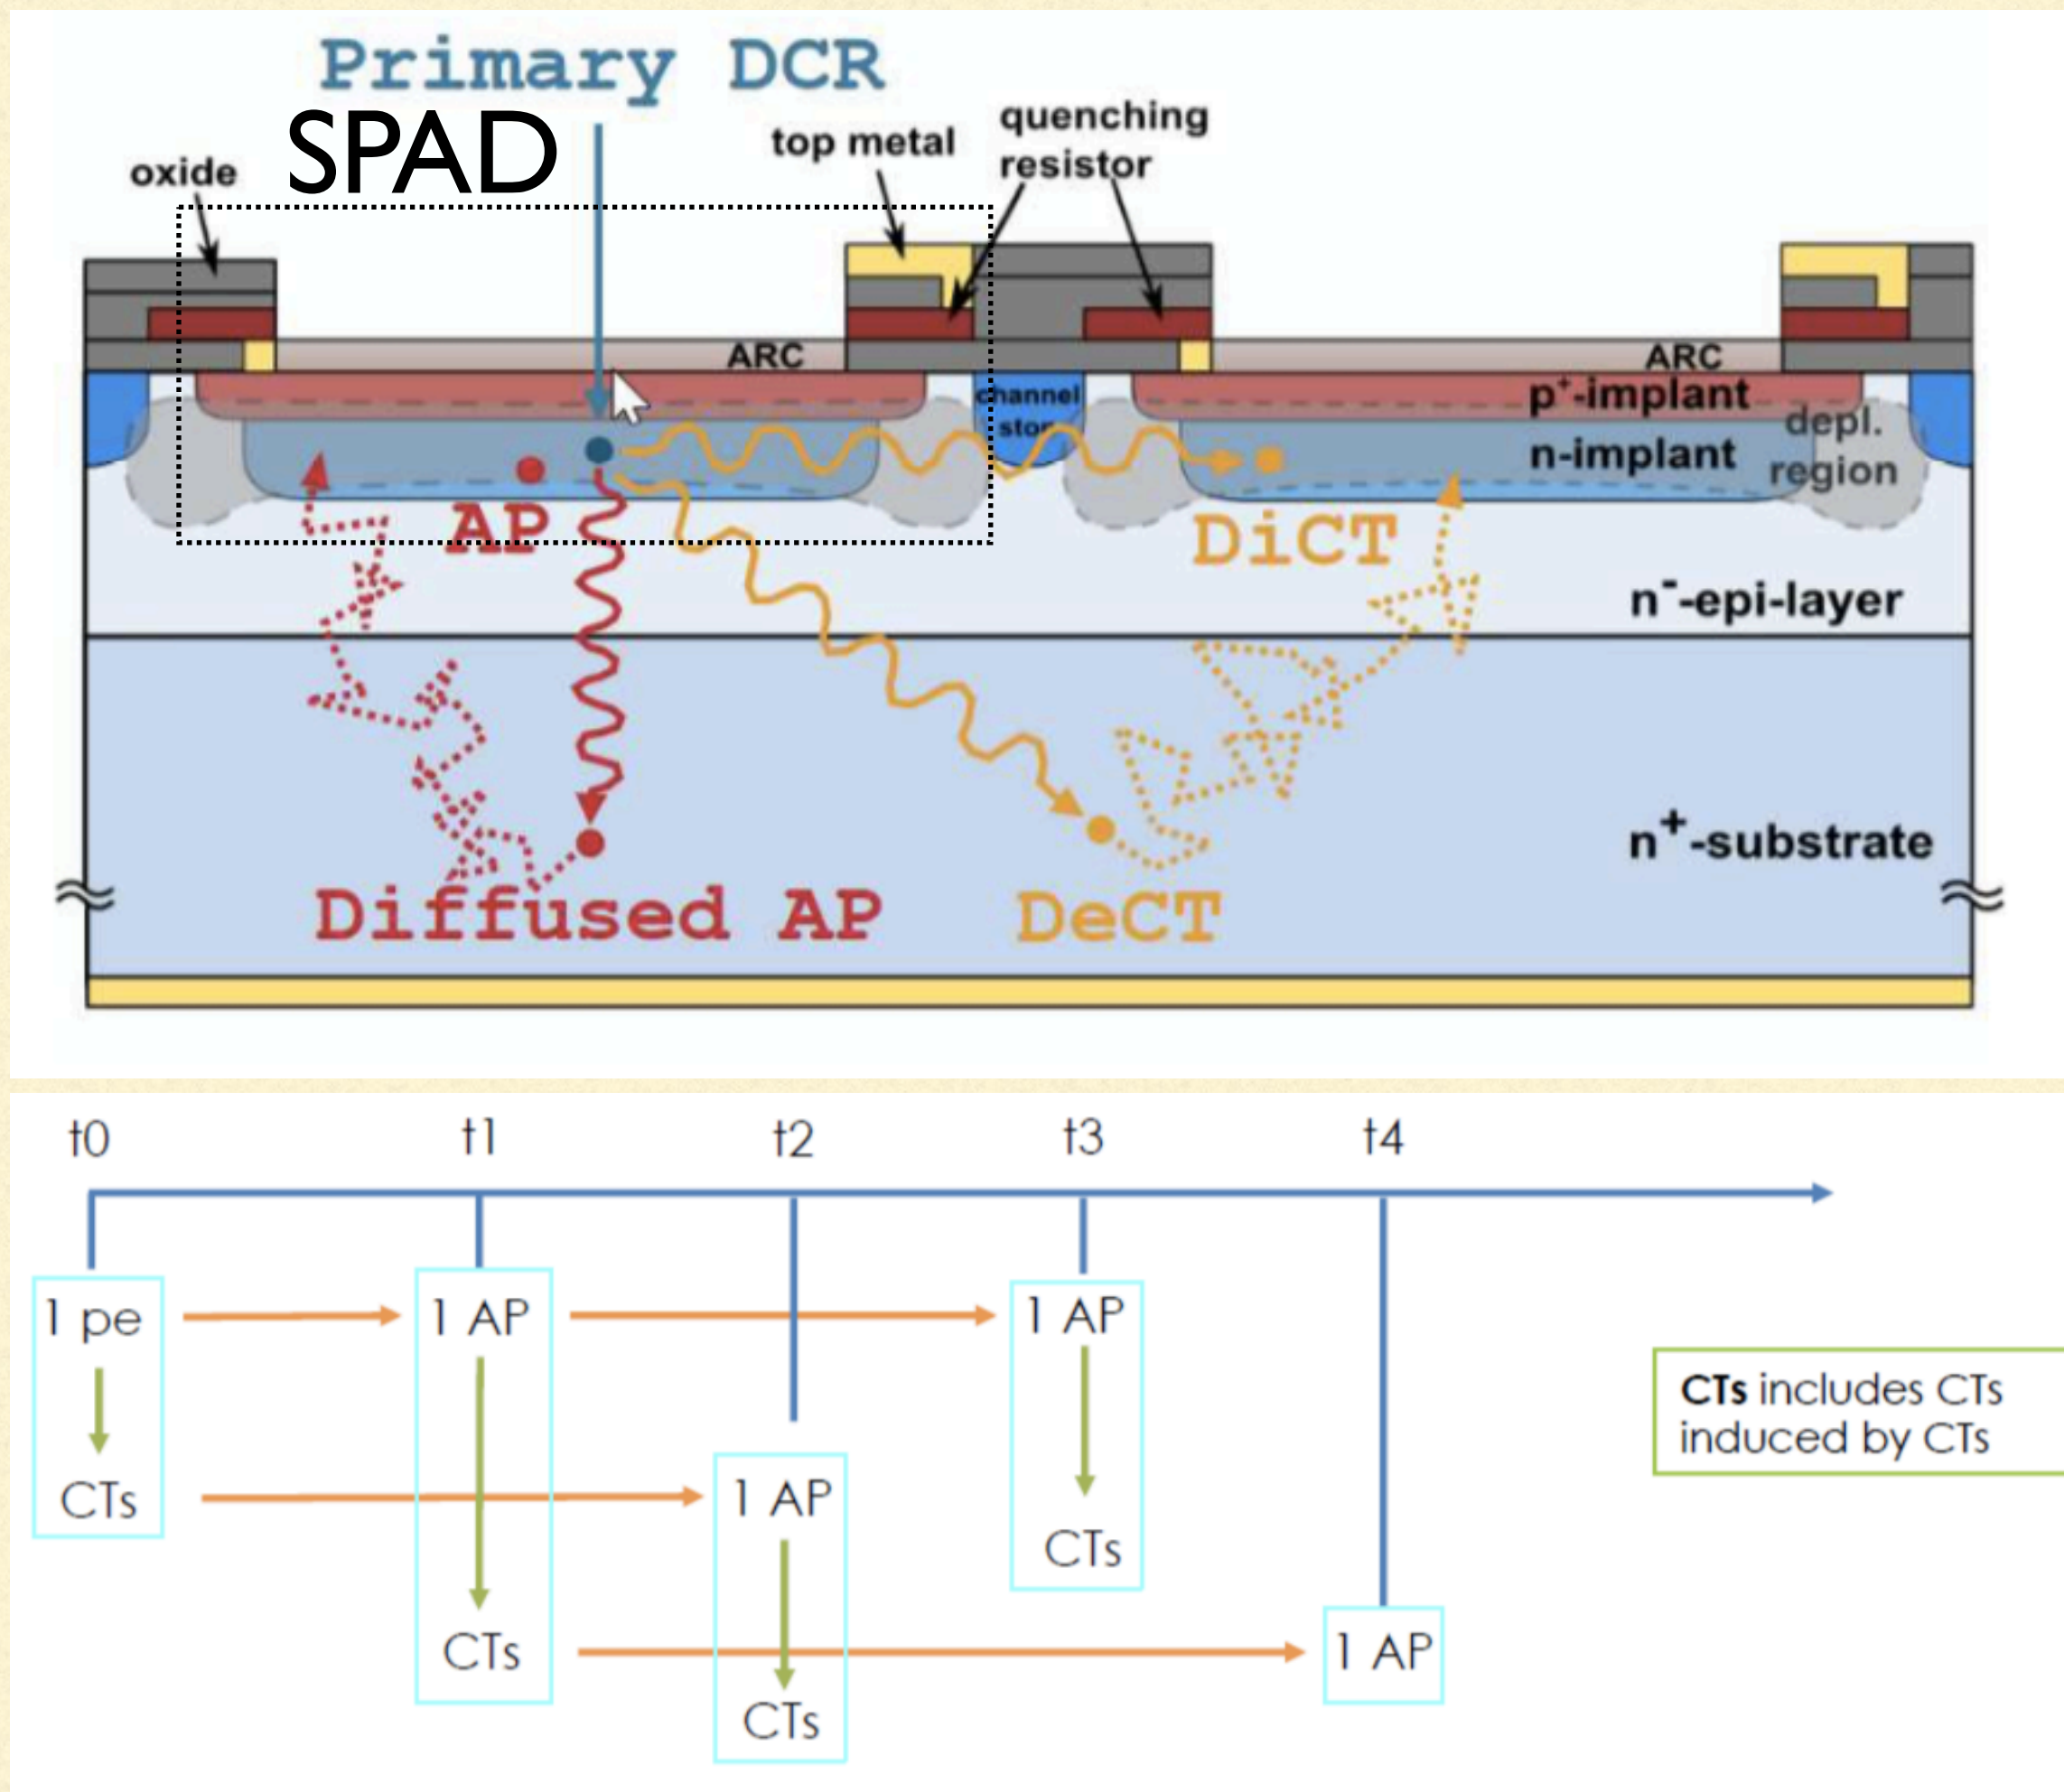 Primary DCR
SPAD
oxide
top metal
quenching
resistor
ARC
ARC
channel
stop
p⁺-implant
n-implant
depl.
region
AP
DiCT
n⁻-epi-layer
n⁺-substrate
Diffused AP
DeCT
t0
t1
t2
t3
t4
1 pe
1 AP
1 AP
CTs
1 AP
CTs
CTs
1 AP
CTs
CTs includes CTs
induced by CTs